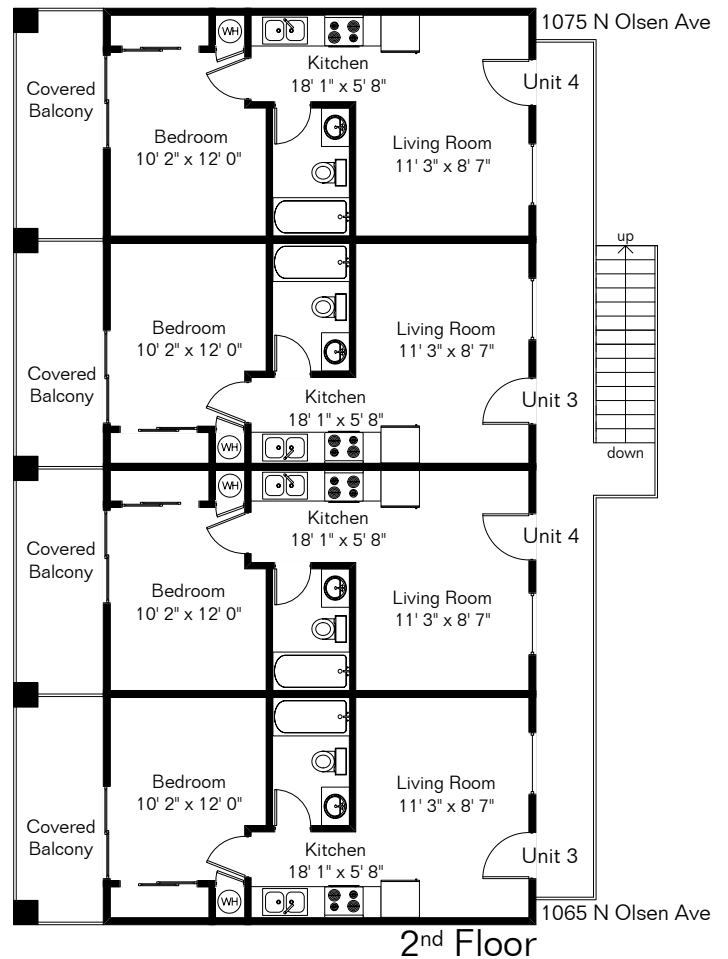 1075 N Olsen Ave
WH
Kitchen
18' 1" x 5' 8"
Unit 4
Covered
Balcony
Bedroom
10' 2" x 12' 0"
Living Room
11' 3" x 8' 7"
up
Bedroom
10' 2" x 12' 0"
Living Room
11' 3" x 8' 7"
Covered
Balcony
Kitchen
18' 1" x 5' 8"
Unit 3
WH
down
WH
Kitchen
18' 1" x 5' 8"
Unit 4
Covered
Balcony
Bedroom
10' 2" x 12' 0"
Living Room
11' 3" x 8' 7"
Bedroom
10' 2" x 12' 0"
Living Room
11' 3" x 8' 7"
Covered
Balcony
Kitchen
18' 1" x 5' 8"
Unit 3
WH
1065 N Olsen Ave
2nd Floor